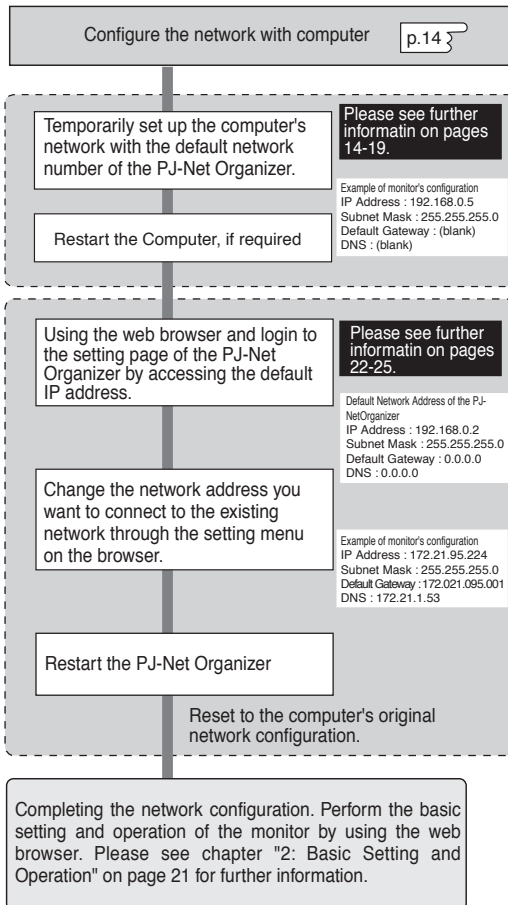 Configure the network with computer
p.14
Temporarily set up the computer's
network with the default network
number of the PJ-Net Organizer.
Please see further
informatin on pages
14-19.
Example of monitor's configuration
IP Address : 192.168.0.5
Subnet Mask : 255.255.255.0
Default Gateway : (blank)
DNS : (blank)
Restart the Computer, if required
Using the web browser and login to
the setting page of the PJ-Net
Organizer by accessing the default
IP address.
Please see further
informatin on pages
22-25.
Default Network Address of the PJ-
NetOrganizer
IP Address : 192.168.0.2
Subnet Mask : 255.255.255.0
Default Gateway : 0.0.0.0
DNS : 0.0.0.0
Change the network address you
want to connect to the existing
network through the setting menu
on the browser.
Example of monitor's configuration
IP Address : 172.21.95.224
Subnet Mask : 255.255.255.0
Default Gateway : 172.021.095.001
DNS : 172.21.1.53
Restart the PJ-Net Organizer
Reset to the computer's original
network configuration.
Completing the network configuration. Perform the basic
setting and operation of the monitor by using the web
browser. Please see chapter "2: Basic Setting and
Operation" on page 21 for further information.